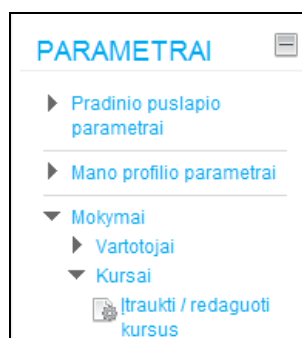 PARAMETRAI
Pradinio puslapio
parametrai
Mano profilio parametrai
Mokymai
Vartotojai
Kursai
Įtraukti / redaguoti
kursus